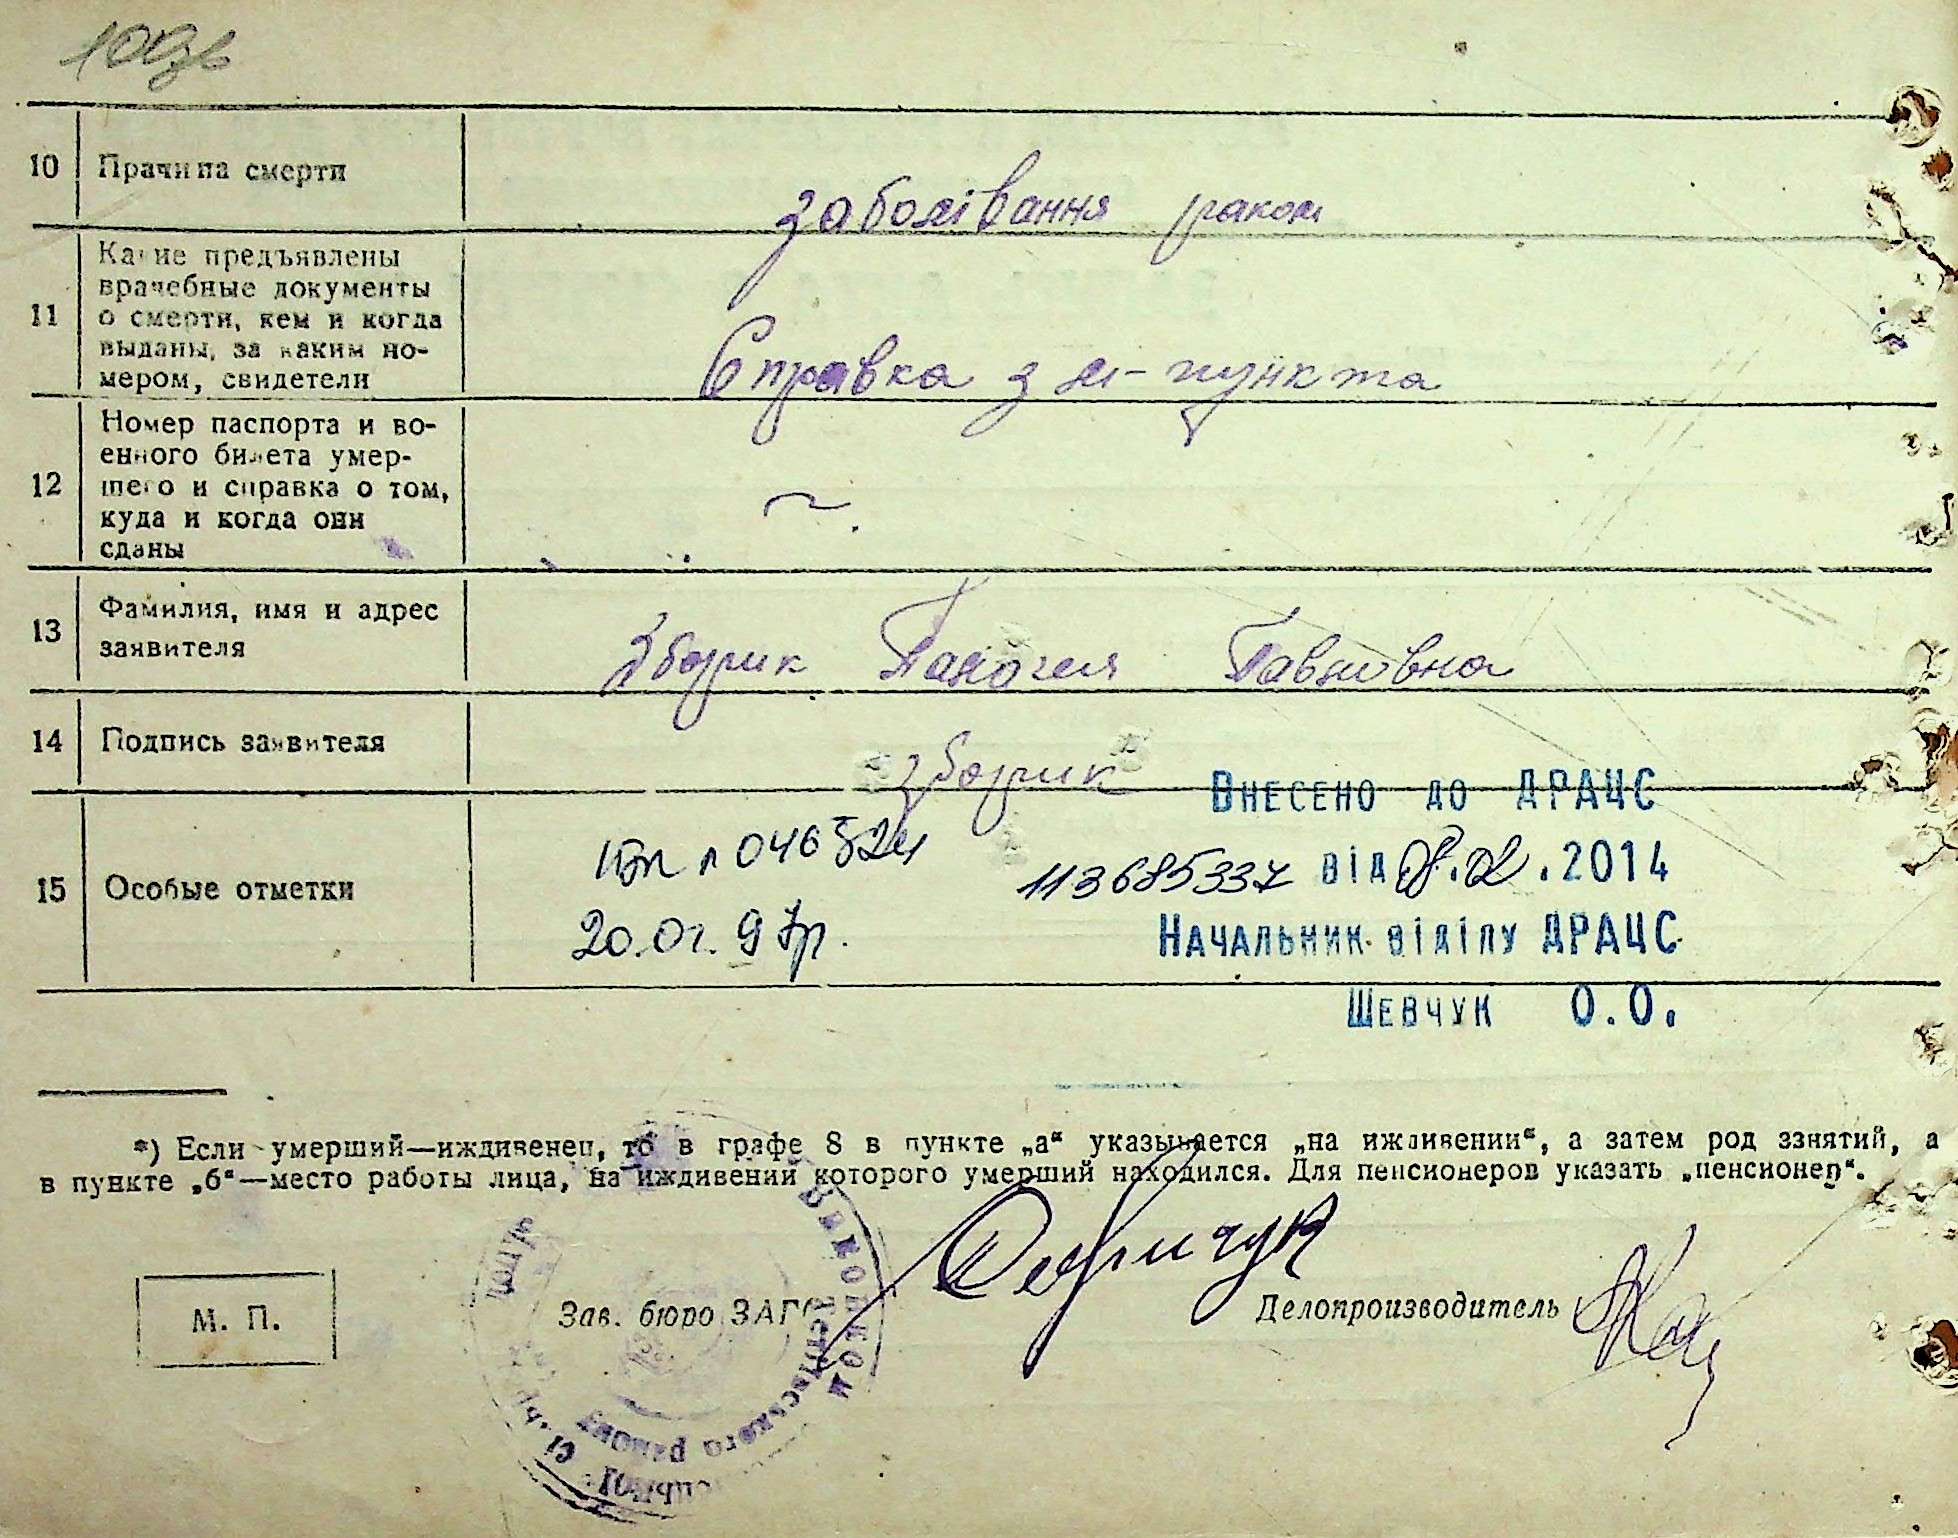 10 Причина смерти
заболівання раком
11 Какие предъявлены
врачебные документы
о смерти, кем и когда
выданы, за каким но-
мером, свидетели
Справка з м-пункта
12 Номер паспорта и во-
енного билета умер-
шего и справка о том,
куда и когда они
сданы
13 Фамилия, имя и адрес
заявителя
Зборик Павловна
14 Подпись заявителя
Зборик
15 Особые отметки
Внесено до ДРАЦС
113685337 від .2014
Начальник відділу ДРАЦС
Шевчук О.О.
*) Если умерший—иждивенец, то в графе 8 в пункте „а“ указывается „на иждивении“, а затем род занятий, а
в пункте „б“—место работы лица, на иждивении которого умерший находился. Для пенсионеров указать „пенсионер“.
М. П.
Зав. бюро ЗАГС
Делопроизводитель
Виконком
району